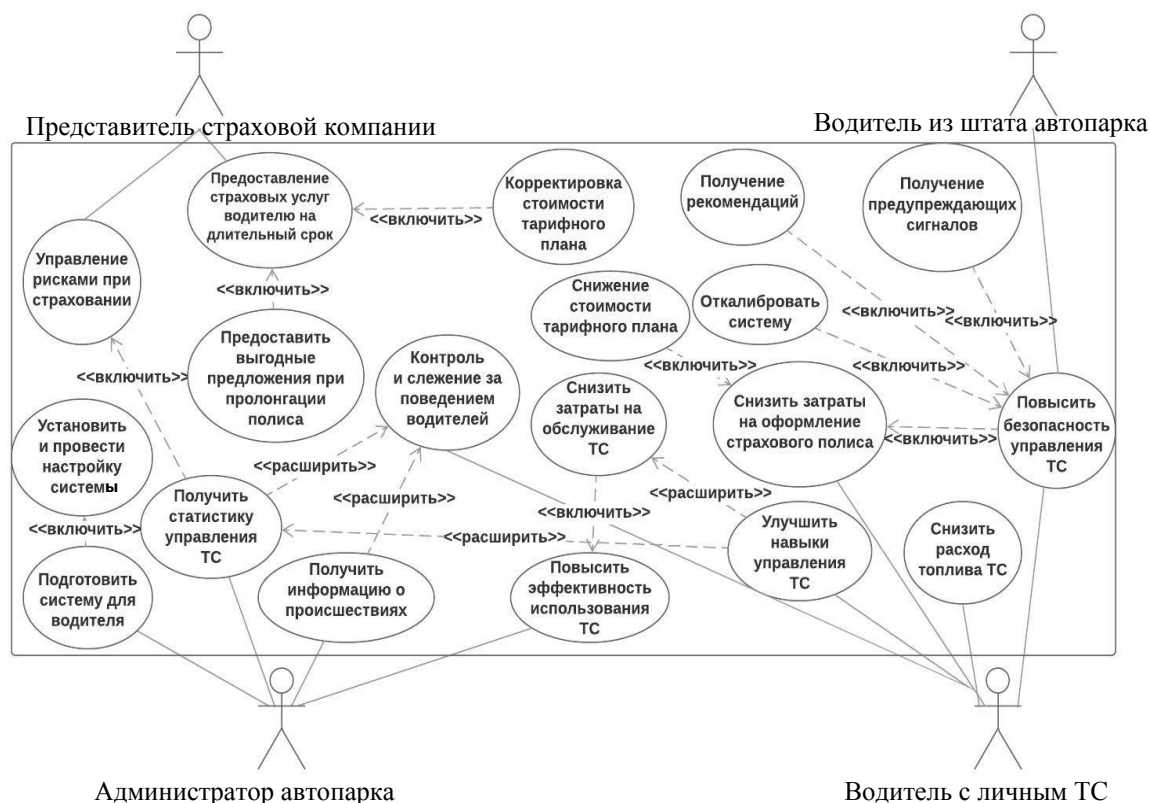 Представитель страховой компании
Водитель из штата автопарка
Предоставление
страховых услуг
водителю на
длительный срок
<<включить>>
Корректировка
стоимости
тарифного
плана
Получение
рекомендаций
Получение
предупреждающих
сигналов
Управление
рисками при
страховании
<<включить>>
Снижение
стоимости
тарифного плана
Откалибровать
систему
<<включить>>
<<включить>>
Предоставить
выгодные
предложения при
пролонгации
полиса
<<включить>>
Контроль
и слежение за
поведением
водителей
<<включить>>
<<включить>>
Снизить
затраты на
обслуживание
ТС
Снизить затраты
на оформление
страхового полиса
<<включить>>
Повысить
безопасность
управления
ТС
Установить
и провести
настройку
системы
<<расширить>>
<<расширить>>
<<расширить>>
Получить
статистику
управления
ТС
<<включить>>
<<включить>>
<<расширить>>
Улучшить
навыки
управления
ТС
Снизить
расход
топлива ТС
Подготовить
систему для
водителя
Получить
информацию о
происшествиях
Повысить
эффективность
использования
ТС
Администратор автопарка
Водитель с личным ТС